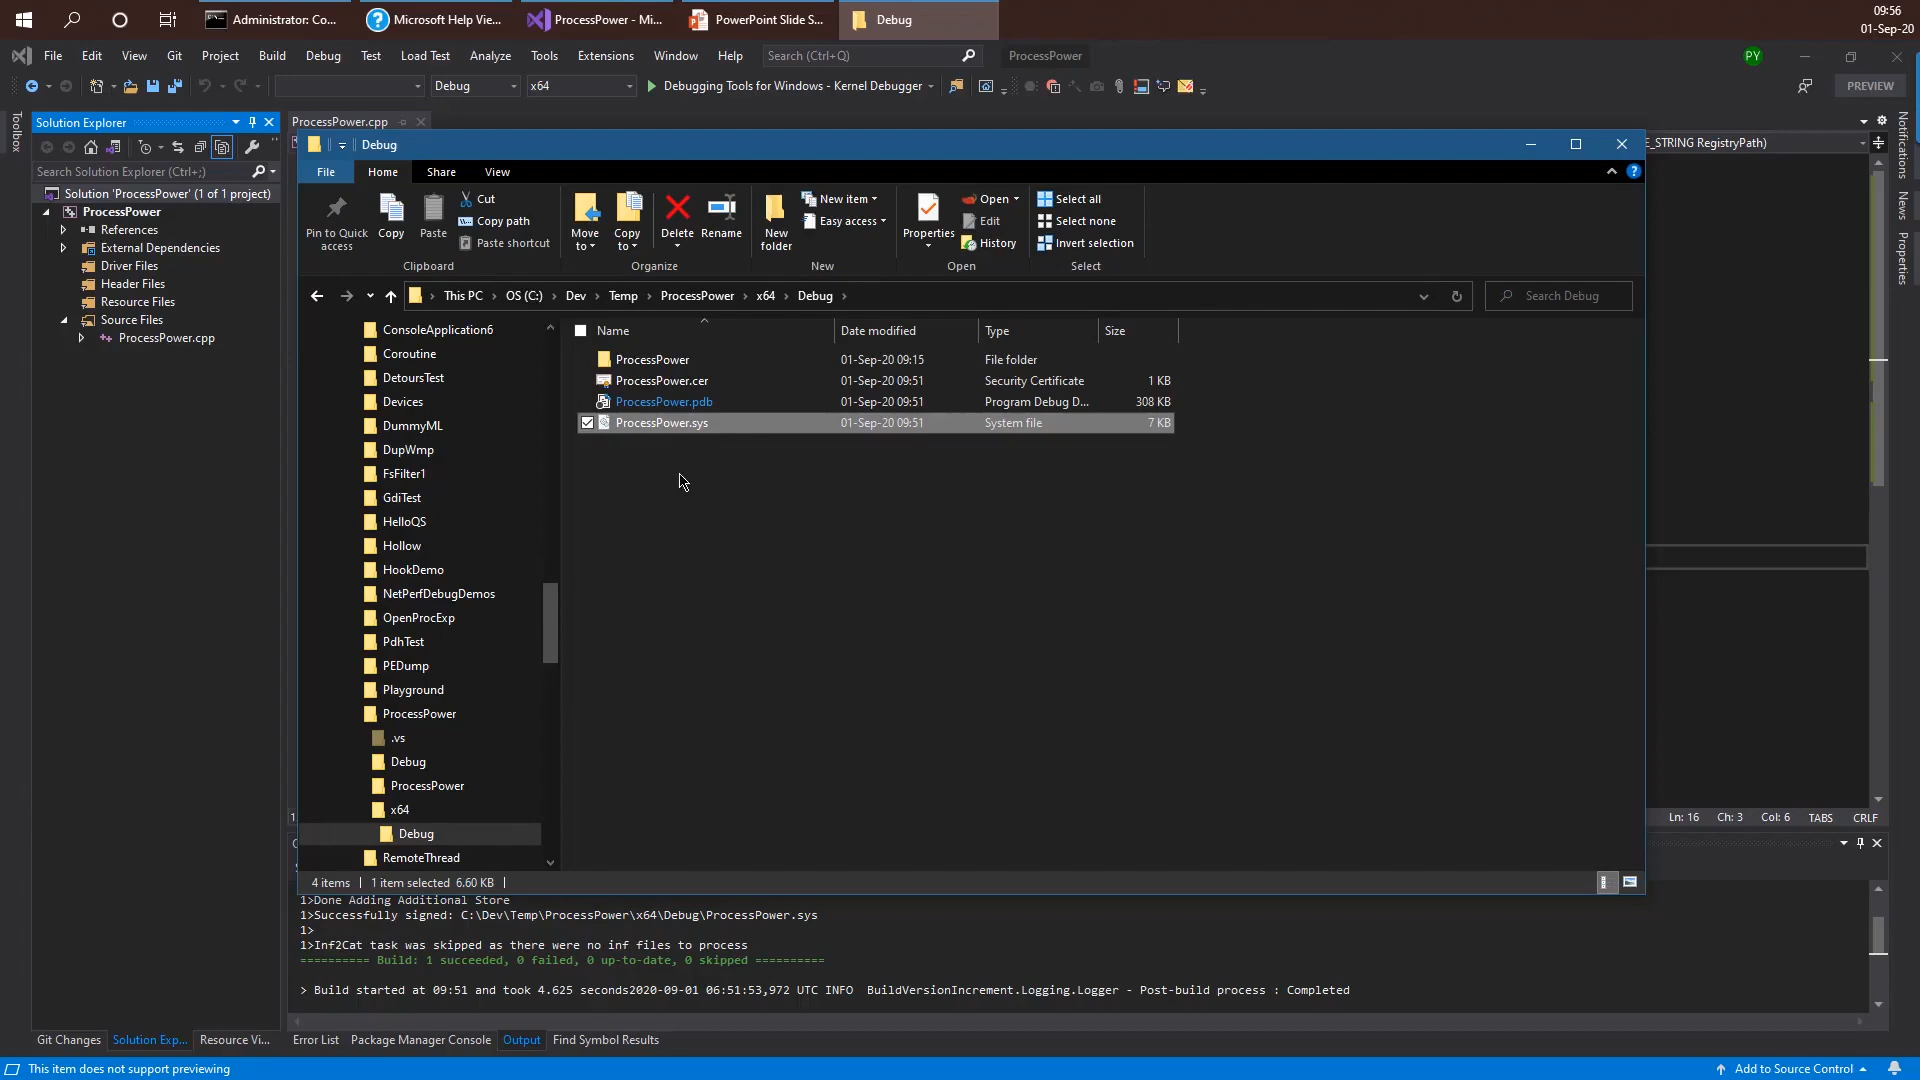 Administrator: Co...
Microsoft Help Vie...
ProcessPower - Mi...
PowerPoint Slide S...
Debug
09:56
01-Sep-20
File Edit View Git Project Build Debug Test Load Test Analyze Tools Extensions Window Help Search (Ctrl+Q) ProcessPower PY
Debug x64 Debugging Tools for Windows - Kernel Debugger PREVIEW
Toolbox
Solution Explorer
Search Solution Explorer (Ctrl+;)
Solution 'ProcessPower' (1 of 1 project)
ProcessPower
References
External Dependencies
Driver Files
Header Files
Resource Files
Source Files
ProcessPower.cpp
ProcessPower.cpp
E_STRING RegistryPath)
Notifications
News
Properties
Debug
File Home Share View
Pin to Quick access
Copy
Paste
Cut
Copy path
Paste shortcut
Clipboard
Move to
Copy to
Delete
Rename
Organize
New folder
New item
Easy access
New
Properties
Open
Edit
History
Open
Select all
Select none
Invert selection
Select
This PC > OS (C:) > Dev > Temp > ProcessPower > x64 > Debug >
Search Debug
ConsoleApplication6
Coroutine
DetoursTest
Devices
DummyML
DupWmp
FsFilter1
GdiTest
HelloQS
Hollow
HookDemo
NetPerfDebugDemos
OpenProcExp
PdhTest
PEDump
Playground
ProcessPower
.vs
Debug
ProcessPower
x64
Debug
RemoteThread
Name Date modified Type Size
ProcessPower 01-Sep-20 09:15 File folder
ProcessPower.cer 01-Sep-20 09:51 Security Certificate 1 KB
ProcessPower.pdb 01-Sep-20 09:51 Program Debug D... 308 KB
ProcessPower.sys 01-Sep-20 09:51 System file 7 KB
4 items 1 item selected 6.60 KB
Ln: 16 Ch: 3 Col: 6 TABS CRLF
1>Done Adding Additional Store
1>Successfully signed: C:\Dev\Temp\ProcessPower\x64\Debug\ProcessPower.sys
1>
1>Inf2Cat task was skipped as there were no inf files to process
========== Build: 1 succeeded, 0 failed, 0 up-to-date, 0 skipped ==========
> Build started at 09:51 and took 4.625 seconds2020-09-01 06:51:53,972 UTC INFO BuildVersionIncrement.Logging.Logger - Post-build process : Completed
Git Changes Solution Exp... Resource Vi...
Error List Package Manager Console Output Find Symbol Results
This item does not support previewing
Add to Source Control